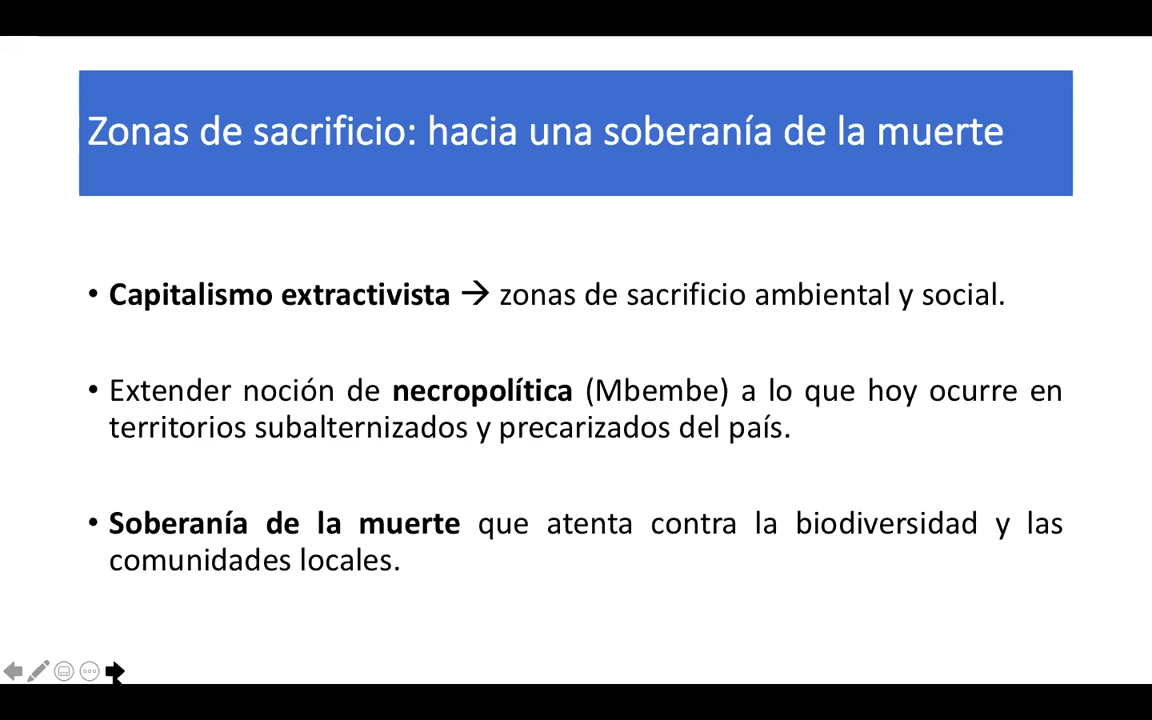 Zonas de sacrificio: hacia una soberanía de la muerte
• Capitalismo extractivista → zonas de sacrificio ambiental y social.
• Extender noción de necropolítica (Mbembe) a lo que hoy ocurre en
territorios subalternizados y precarizados del país.
• Soberanía de la muerte que atenta contra la biodiversidad y las
comunidades locales.